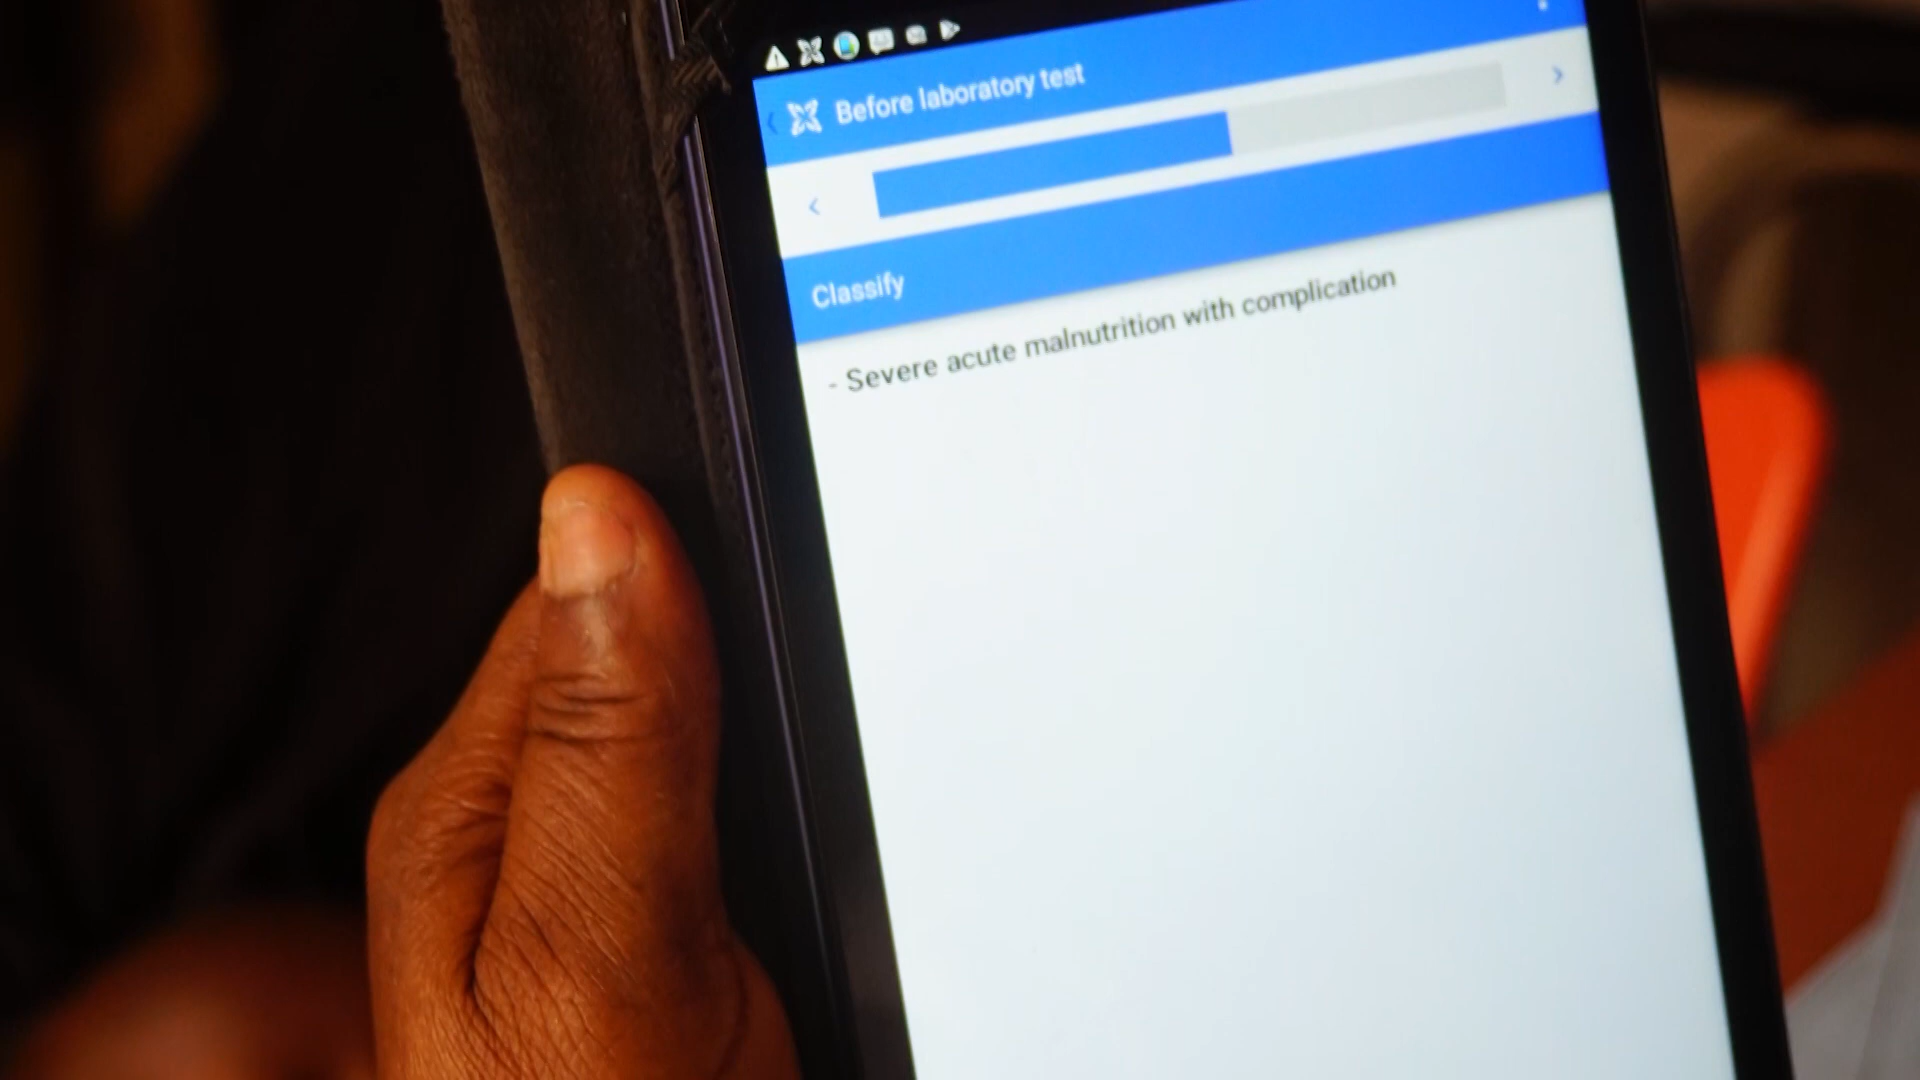 Before laboratory test
Classify
- Severe acute malnutrition with complication